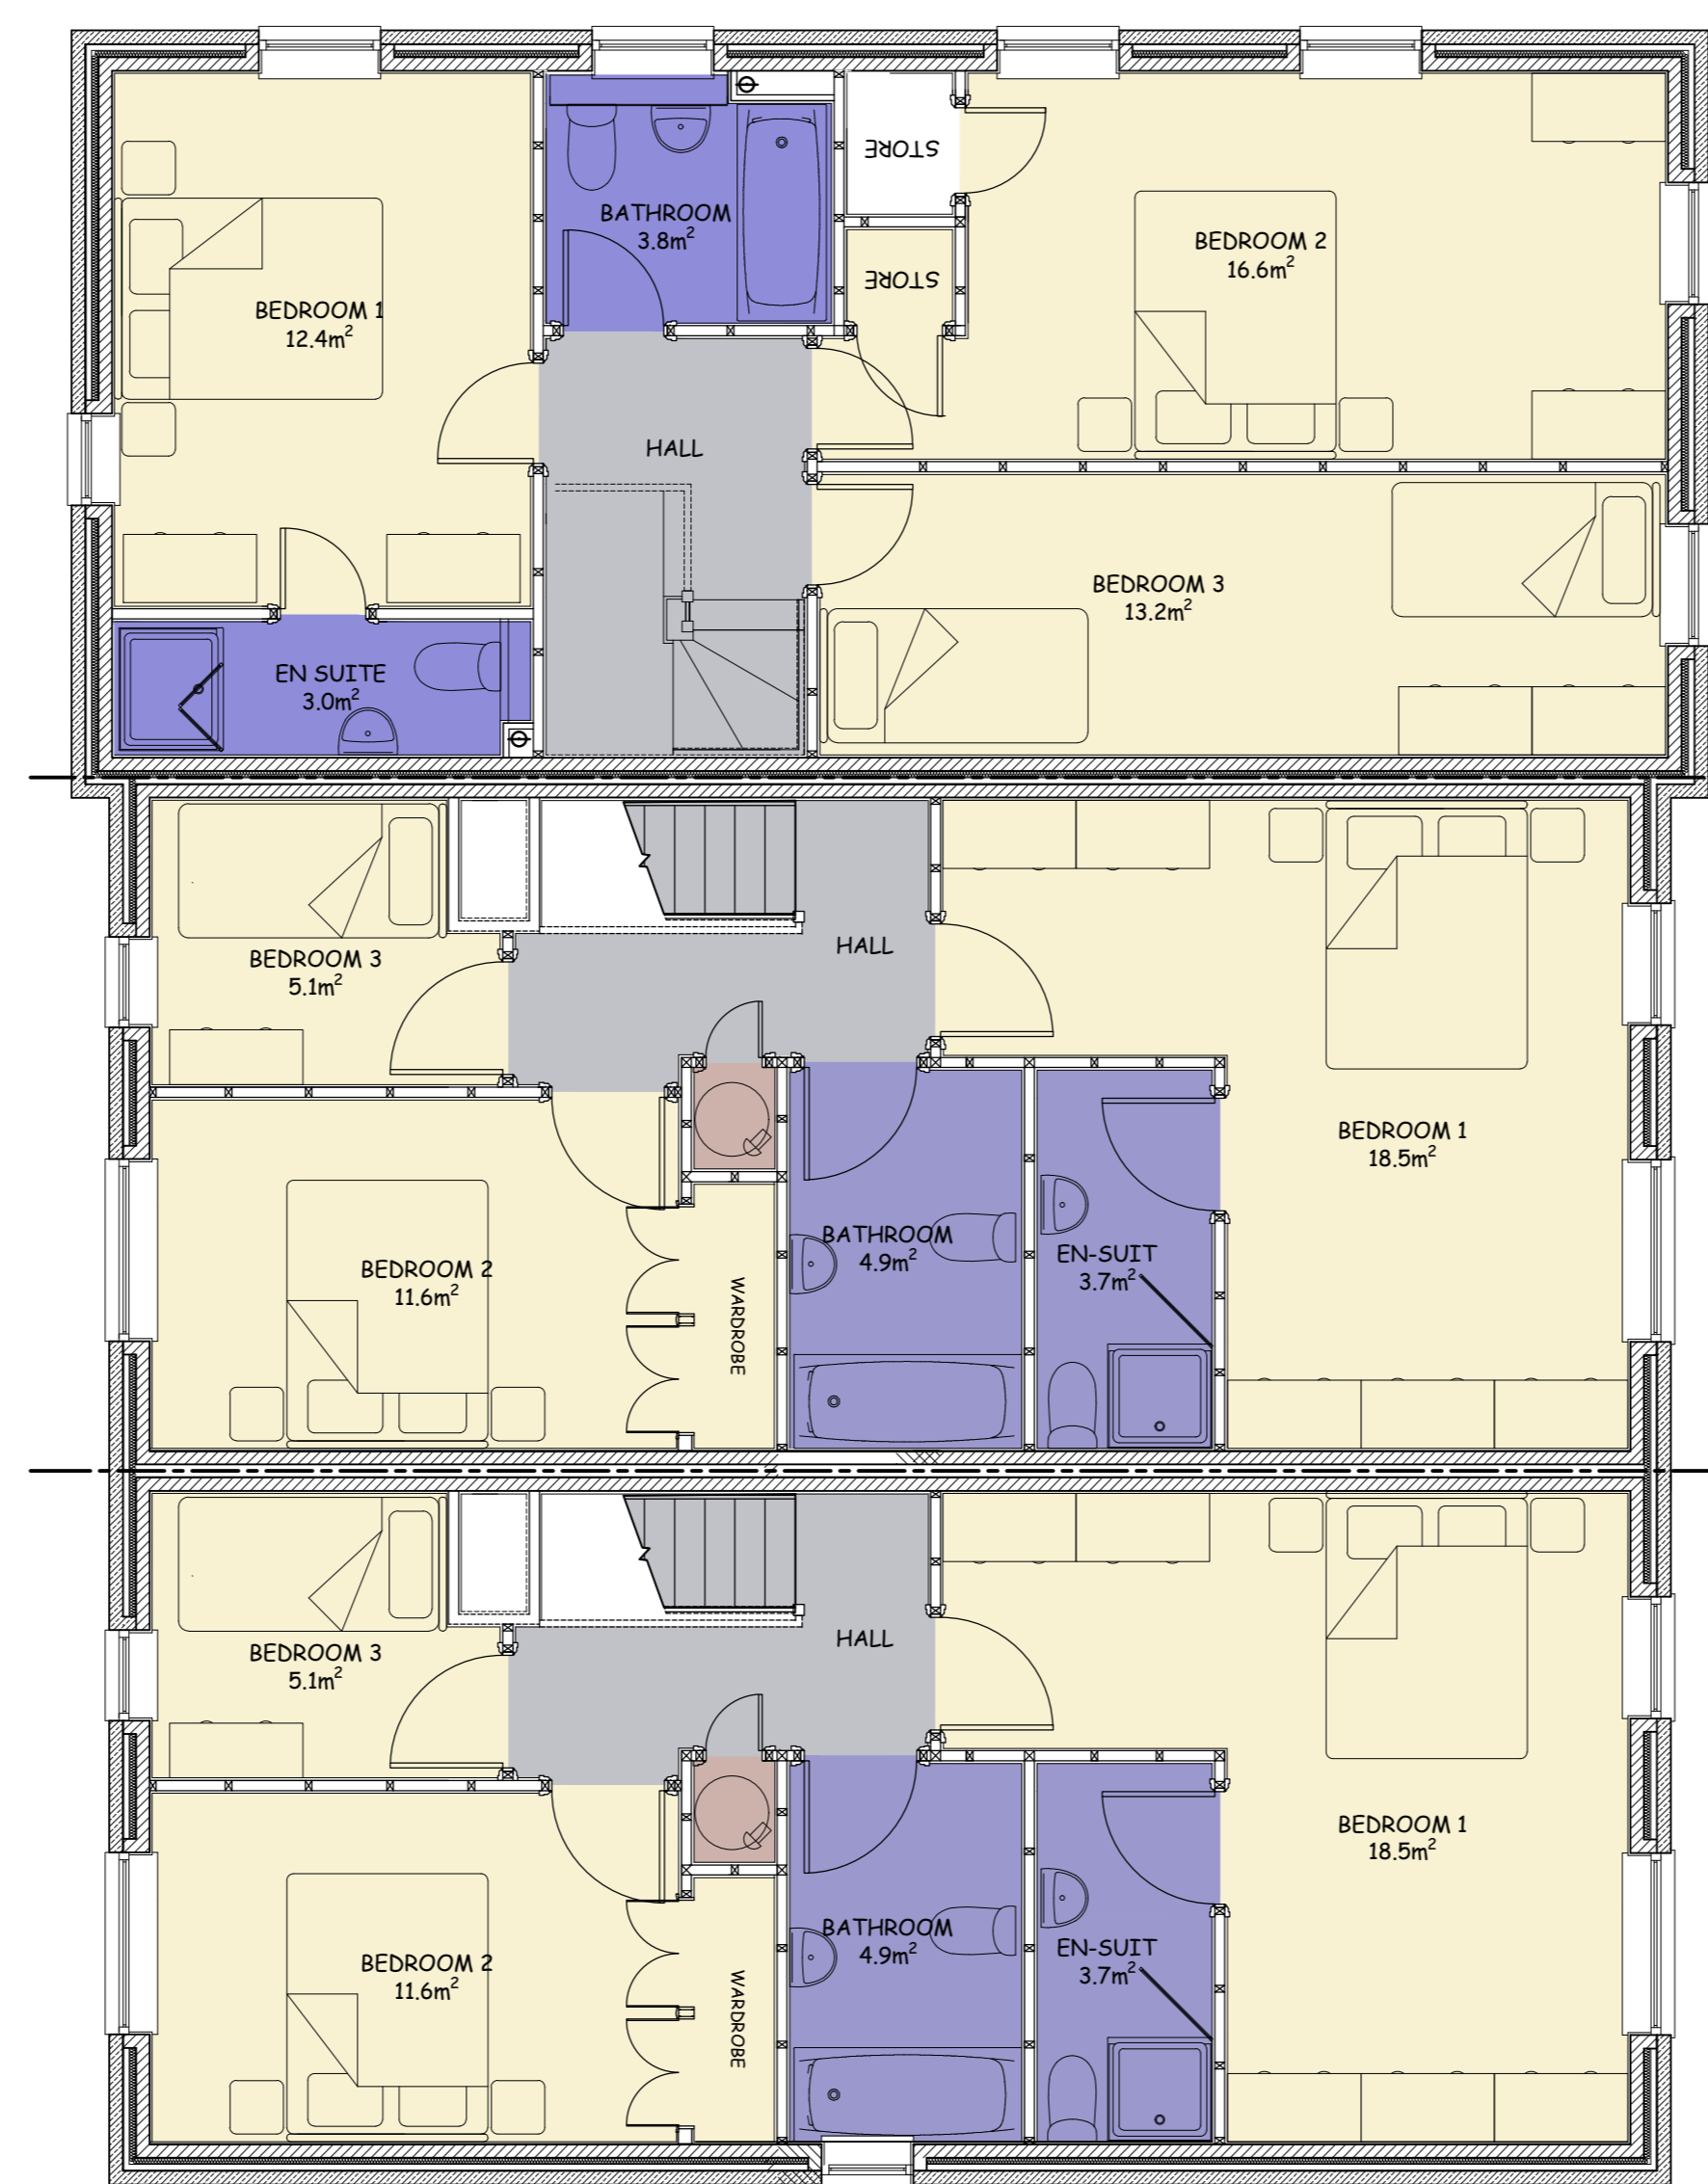 STORE
BATHROOM
3.8m²
BEDROOM 2
16.6m²
STORE
BEDROOM 1
12.4m²
HALL
BEDROOM 3
13.2m²
EN SUITE
3.0m²
HALL
BEDROOM 3
5.1m²
BEDROOM 1
18.5m²
BATHROOM
4.9m²
EN-SUIT
3.7m²
BEDROOM 2
11.6m²
WARDROBE
HALL
BEDROOM 3
5.1m²
BEDROOM 1
18.5m²
BATHROOM
4.9m²
EN-SUIT
3.7m²
BEDROOM 2
11.6m²
WARDROBE